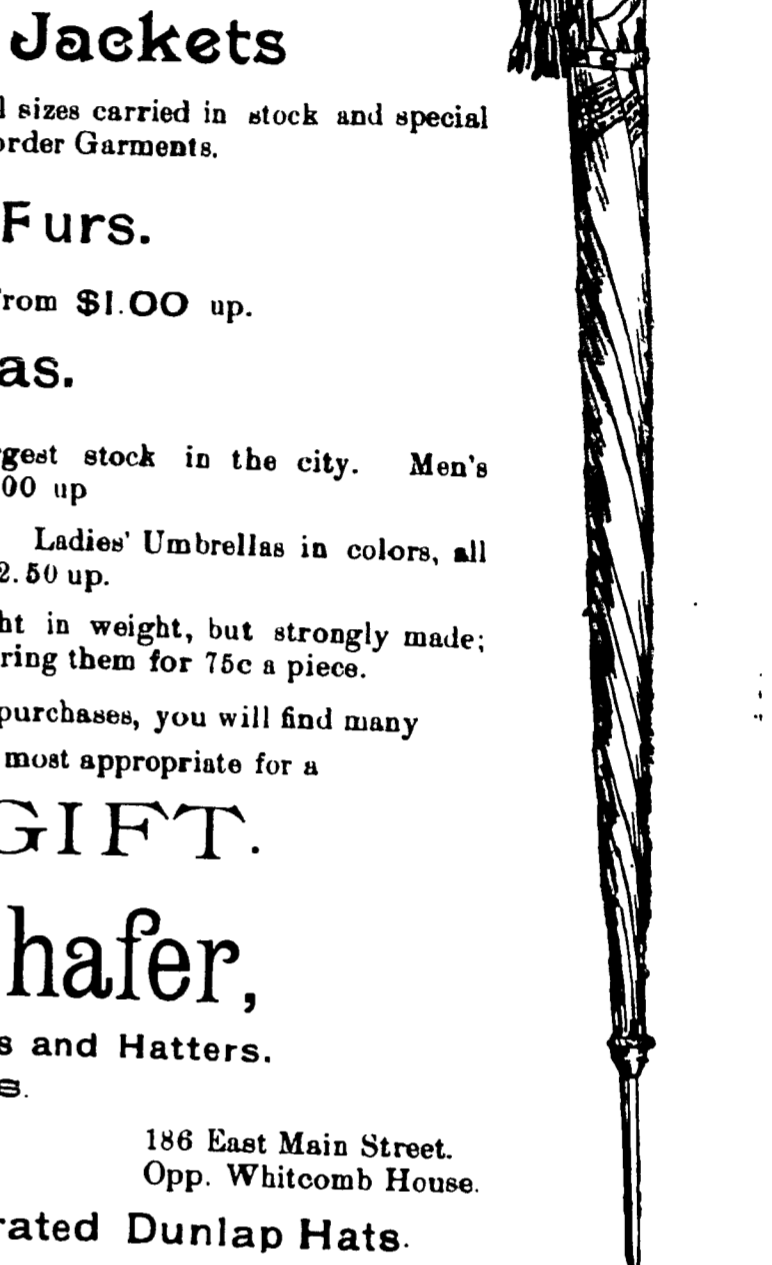 Jackets
sizes carried in stock and special
order Garments.
Furs.
from $1.00 up.
as.
gest stock in the city. Men's
00 up
Ladies' Umbrellas in colors, all
2.50 up.
ht in weight, but strongly made;
ring them for 75c a piece.
purchases, you will find many
most appropriate for a
GIFT.
hafer,
s and Hatters.
s.
186 East Main Street.
Opp. Whitcomb House.
rated Dunlap Hats.